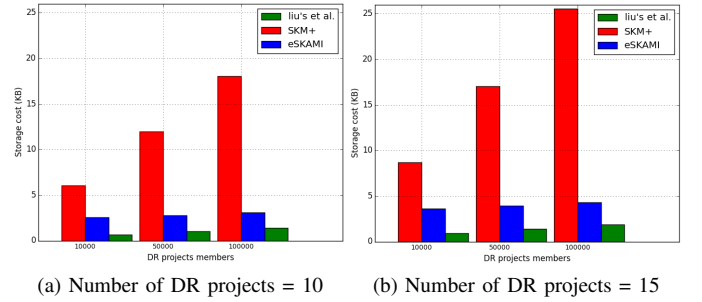 25
20
15
10
5
0
Storage cost (KB)
liu's et al.
SKM+
eSKAMI
10000 50000 100000
DR projects members
(a) Number of DR projects = 10
25
20
15
10
5
0
Storage cost (KB)
liu's et al.
SKM+
eSKAMI
10000 50000 100000
DR projects members
(b) Number of DR projects = 15